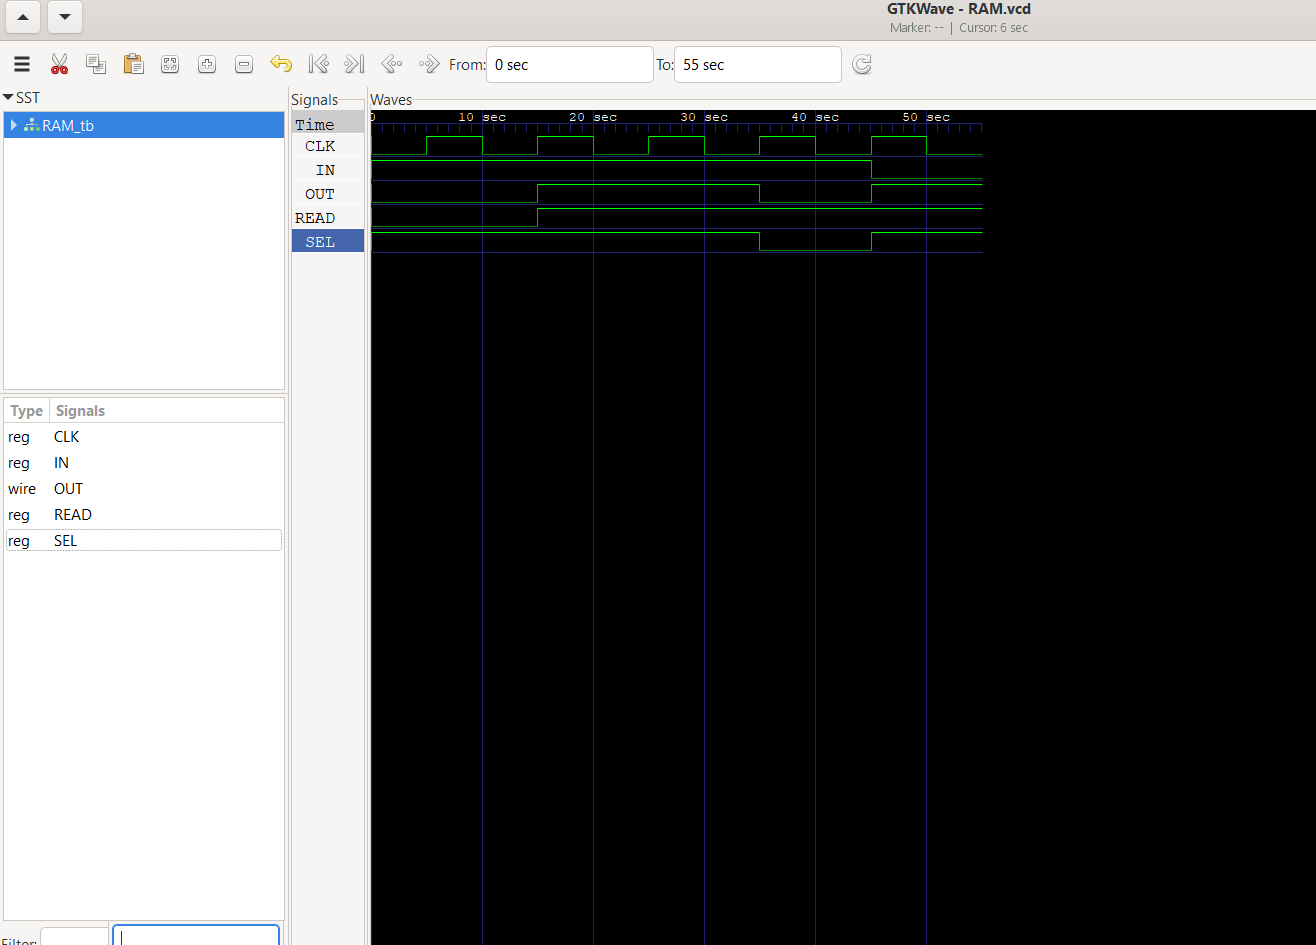 GTKWave - RAM.vcd
Marker: -- | Cursor: 6 sec
From: 0 sec To: 55 sec
SST
RAM_tb
Type Signals
reg CLK
reg IN
wire OUT
reg READ
reg SEL
Filter:
Signals
Time
CLK
IN
OUT
READ
SEL
Waves
0 10 sec 20 sec 30 sec 40 sec 50 sec